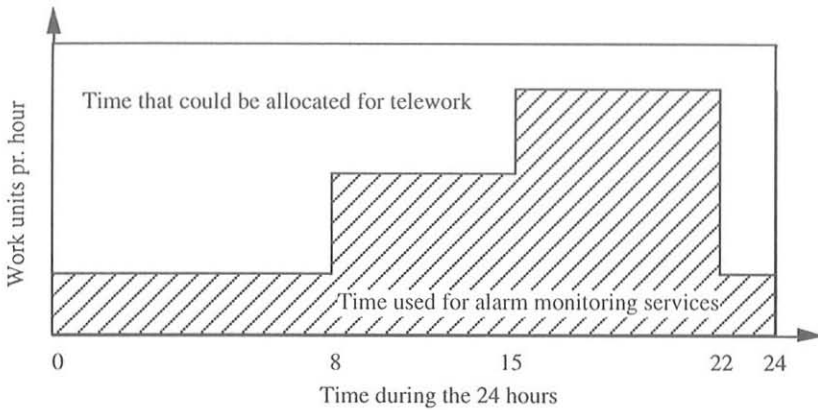 Work units pr. hour
Time that could be allocated for telework
Time used for alarm monitoring services
0 8 15 22 24
Time during the 24 hours